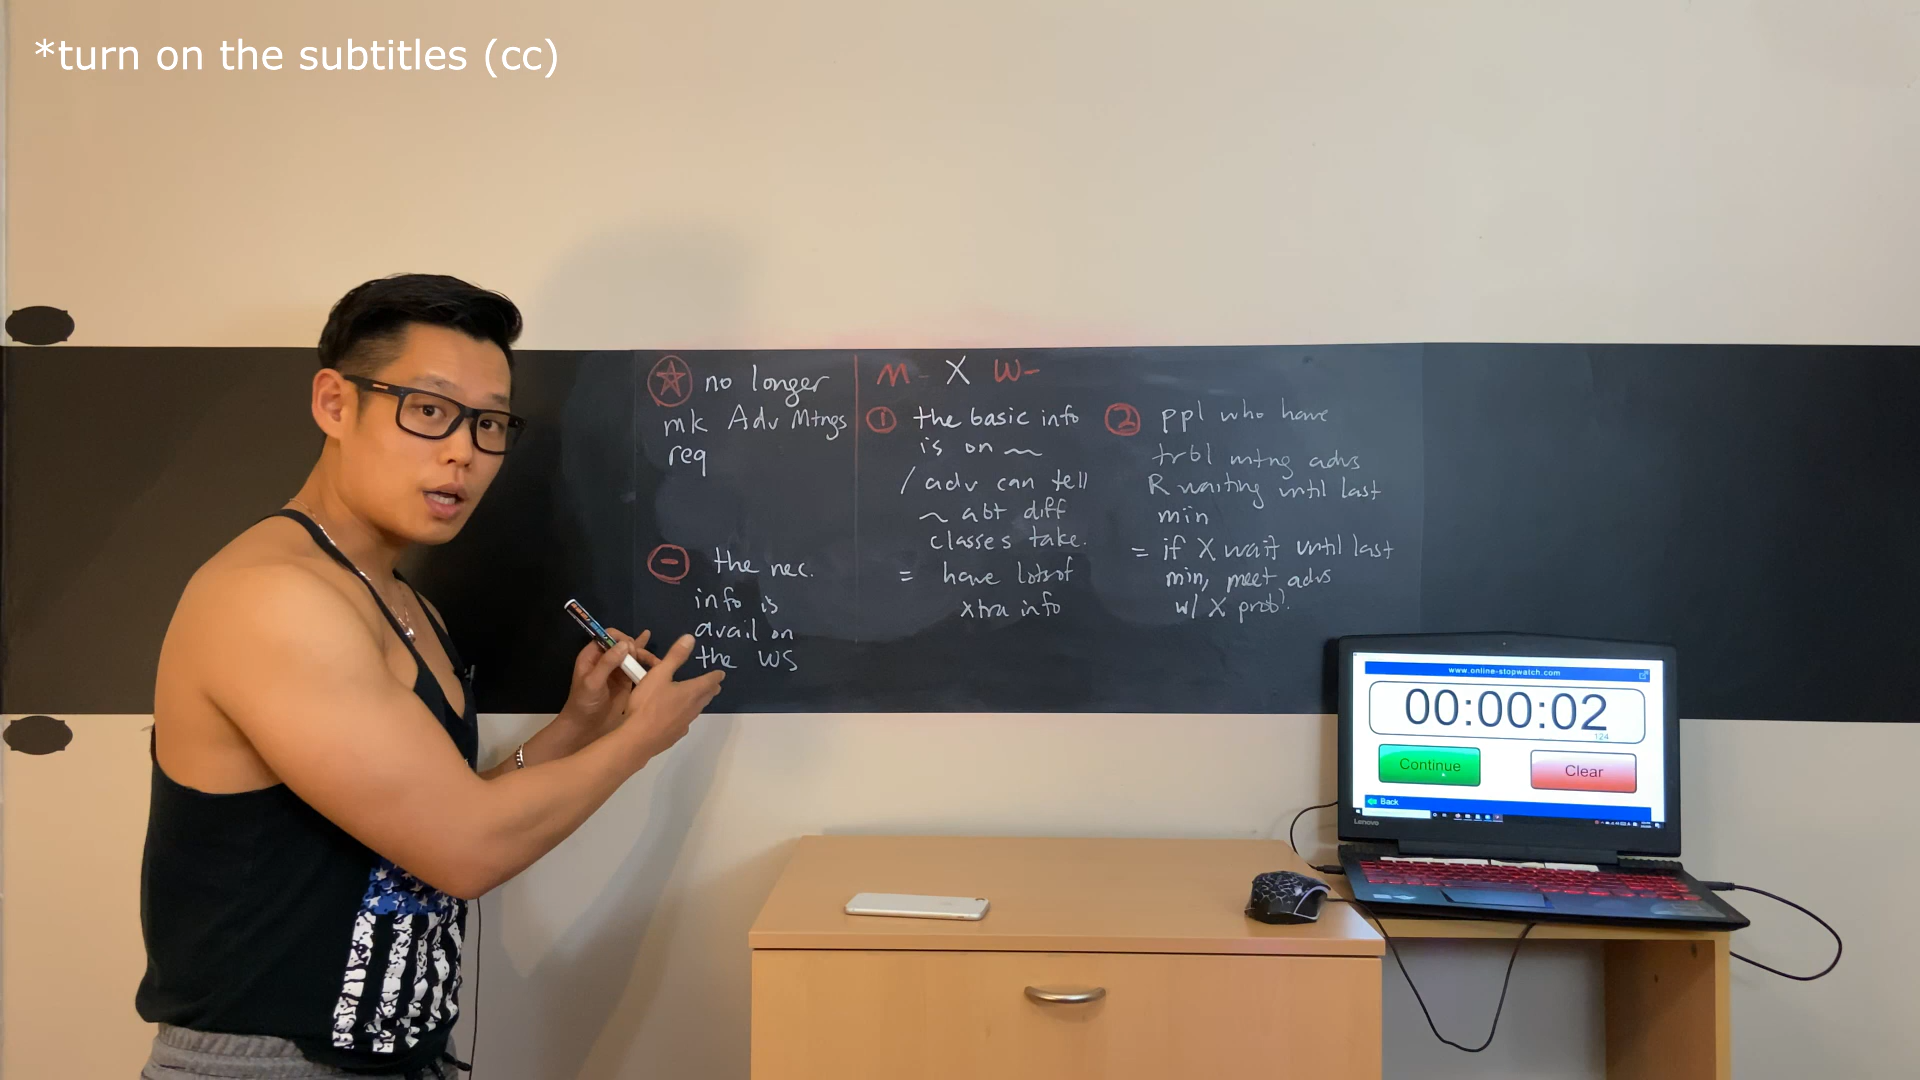 *turn on the subtitles (cc)
no longer
mk Adv Mtngs
req
- the nec.
info is
avail on
the WS
M - X W-
1 the basic info
is on ~
/ adv can tell
~ abt diff
classes take.
= have lots of
xtra info
2 ppl who have
trbl mtng advs
R waiting until last
min
= if X wait until last
min, meet advs
w/ X prob!
www.online-stopwatch.com
00:00:02
124
Continue
Clear
Back
Lenovo